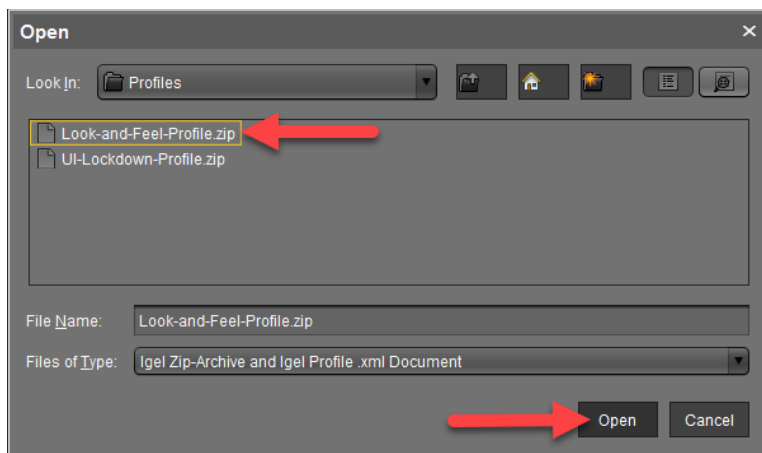 Open
Look In: Profiles
Look-and-Feel-Profile.zip
UI-Lockdown-Profile.zip
File Name: Look-and-Feel-Profile.zip
Files of Type: Igel Zip-Archive and Igel Profile .xml Document
Open Cancel